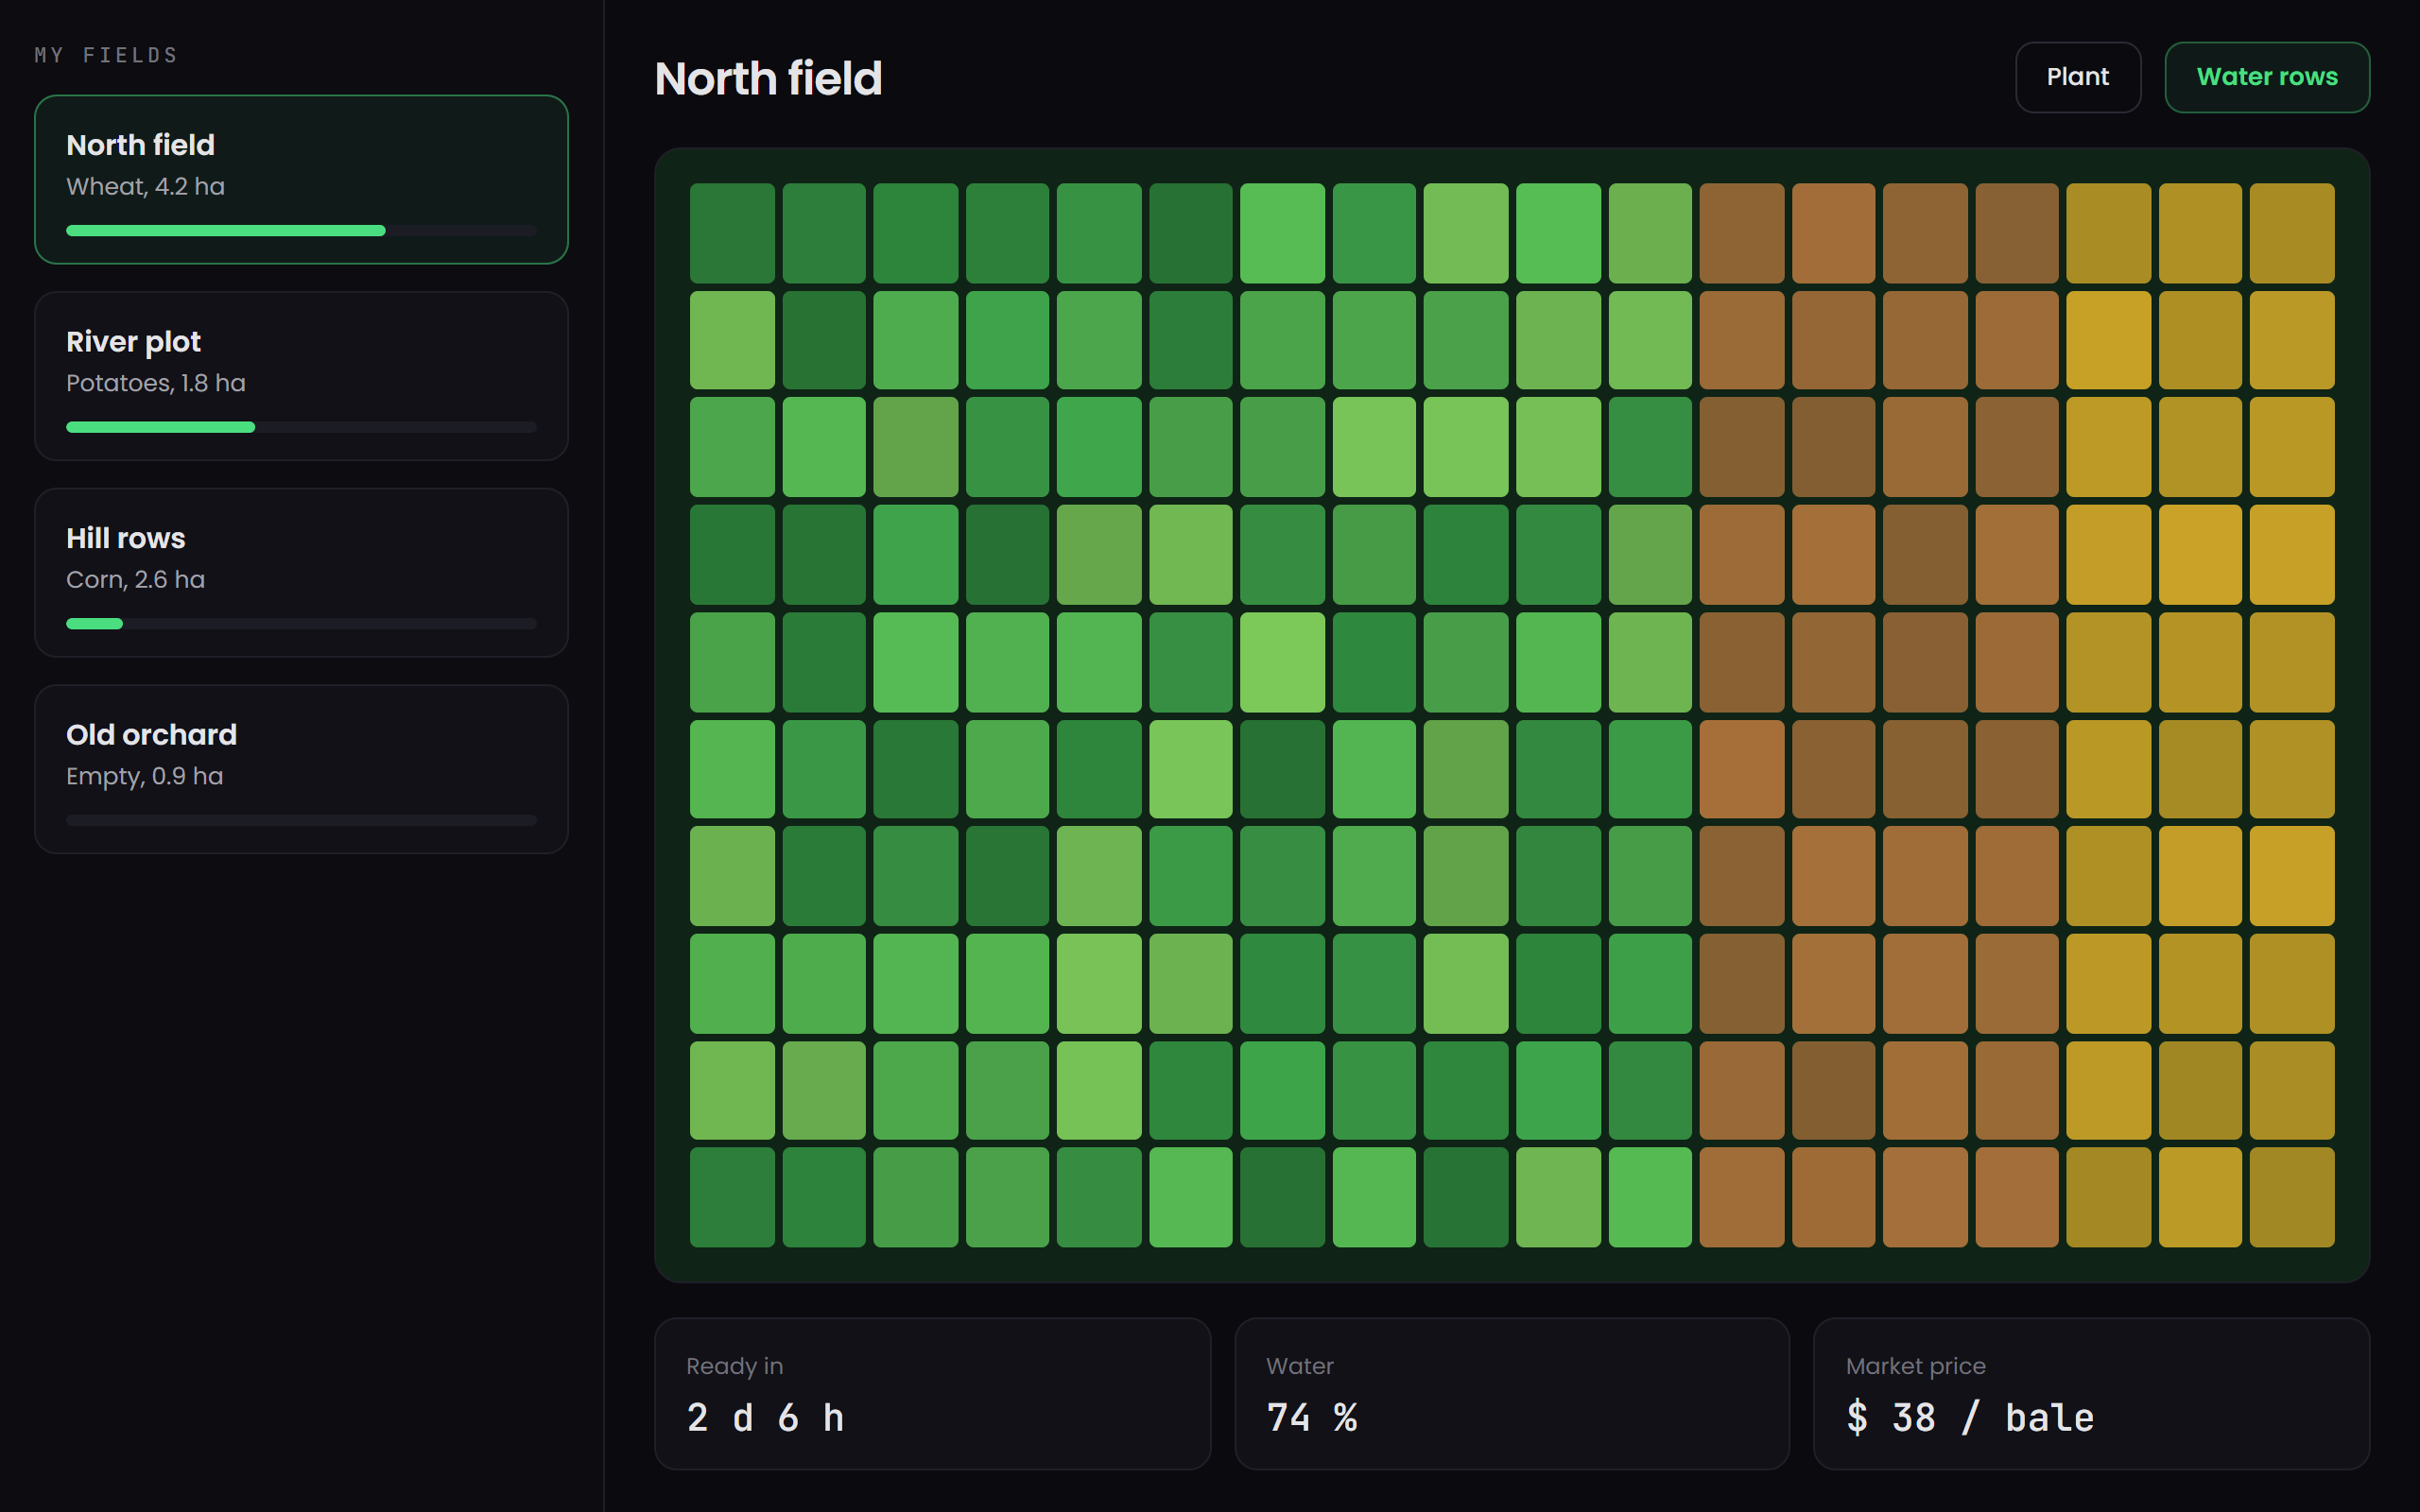 MY FIELDS
North field
Wheat, 4.2 ha
River plot
Potatoes, 1.8 ha
Hill rows
Corn, 2.6 ha
Old orchard
Empty, 0.9 ha
North field
Plant
Water rows
Ready in
2 d 6 h
Water
74 %
Market price
$ 38 / bale